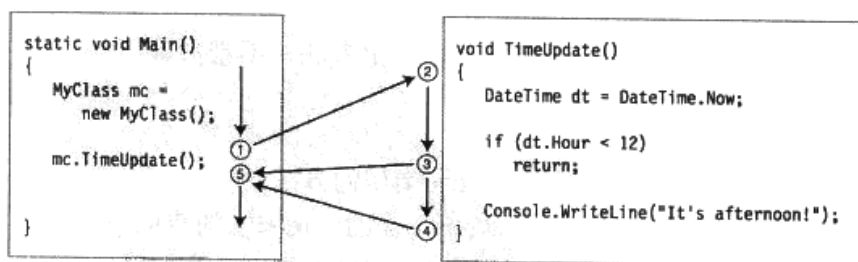 static void Main()
{
MyClass mc =
new MyClass();
mc.TimeUpdate();
}
①
⑤
②
③
④
void TimeUpdate()
{
DateTime dt = DateTime.Now;
if (dt.Hour < 12)
return;
Console.WriteLine("It's afternoon!");
}